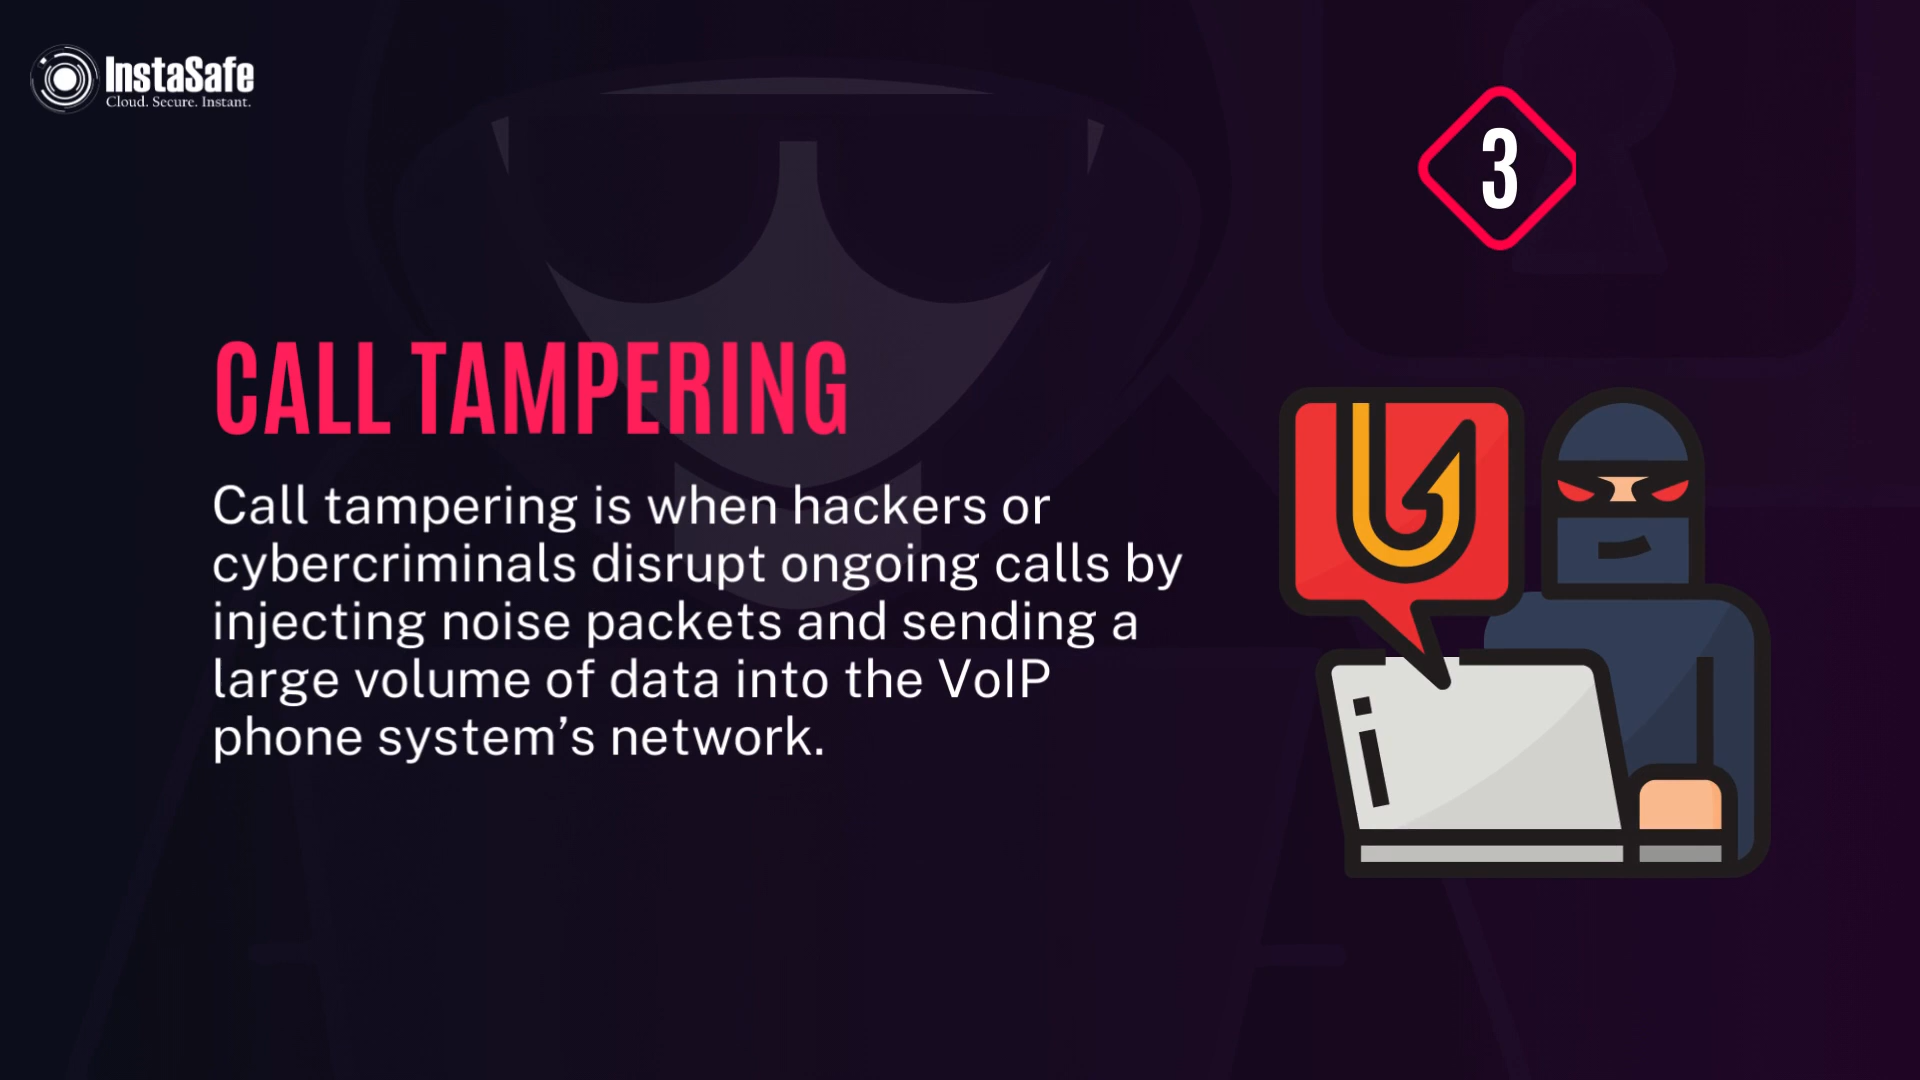 InstaSafe
Cloud. Secure. Instant.
3
CALL TAMPERING
Call tampering is when hackers or
cybercriminals disrupt ongoing calls by
injecting noise packets and sending a
large volume of data into the VoIP
phone system’s network.